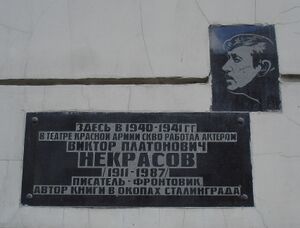 ЗДЕСЬ В 1940-1941 ГГ
В ТЕАТРЕ КРАСНОЙ АРМИИ СКВО РАБОТАЛ АКТЕРОМ
ВИКТОР ПЛАТОНОВИЧ
НЕКРАСОВ
/1911-1987/
ПИСАТЕЛЬ - ФРОНТОВИК
АВТОР КНИГИ В ОКОПАХ СТАЛИНГРАДА